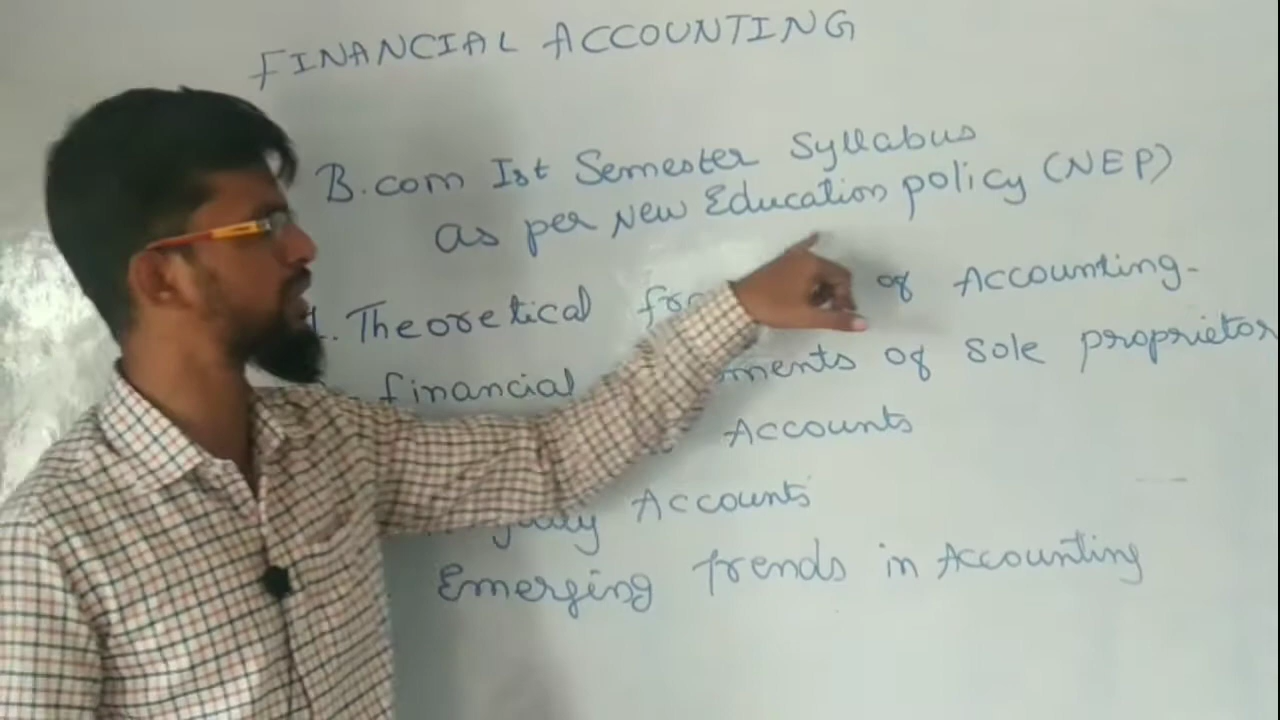 FINANCIAL ACCOUNTING
B.com Ist Semester Syllabus
as per New Education policy (NEP)
1. Theoretical of Accounting-
financial of Sole proprietor
Accounts
Accounts
Emerging trends in Accounting